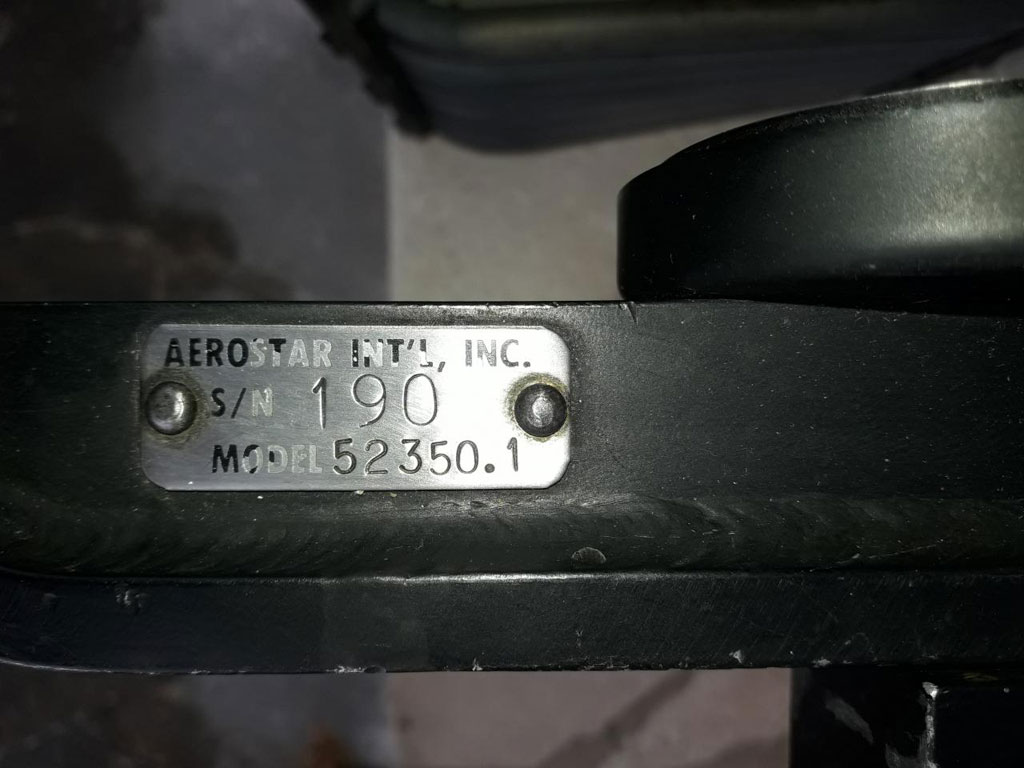 AEROSTAR INT'L, INC.
S/N 190
MODEL 52350.1